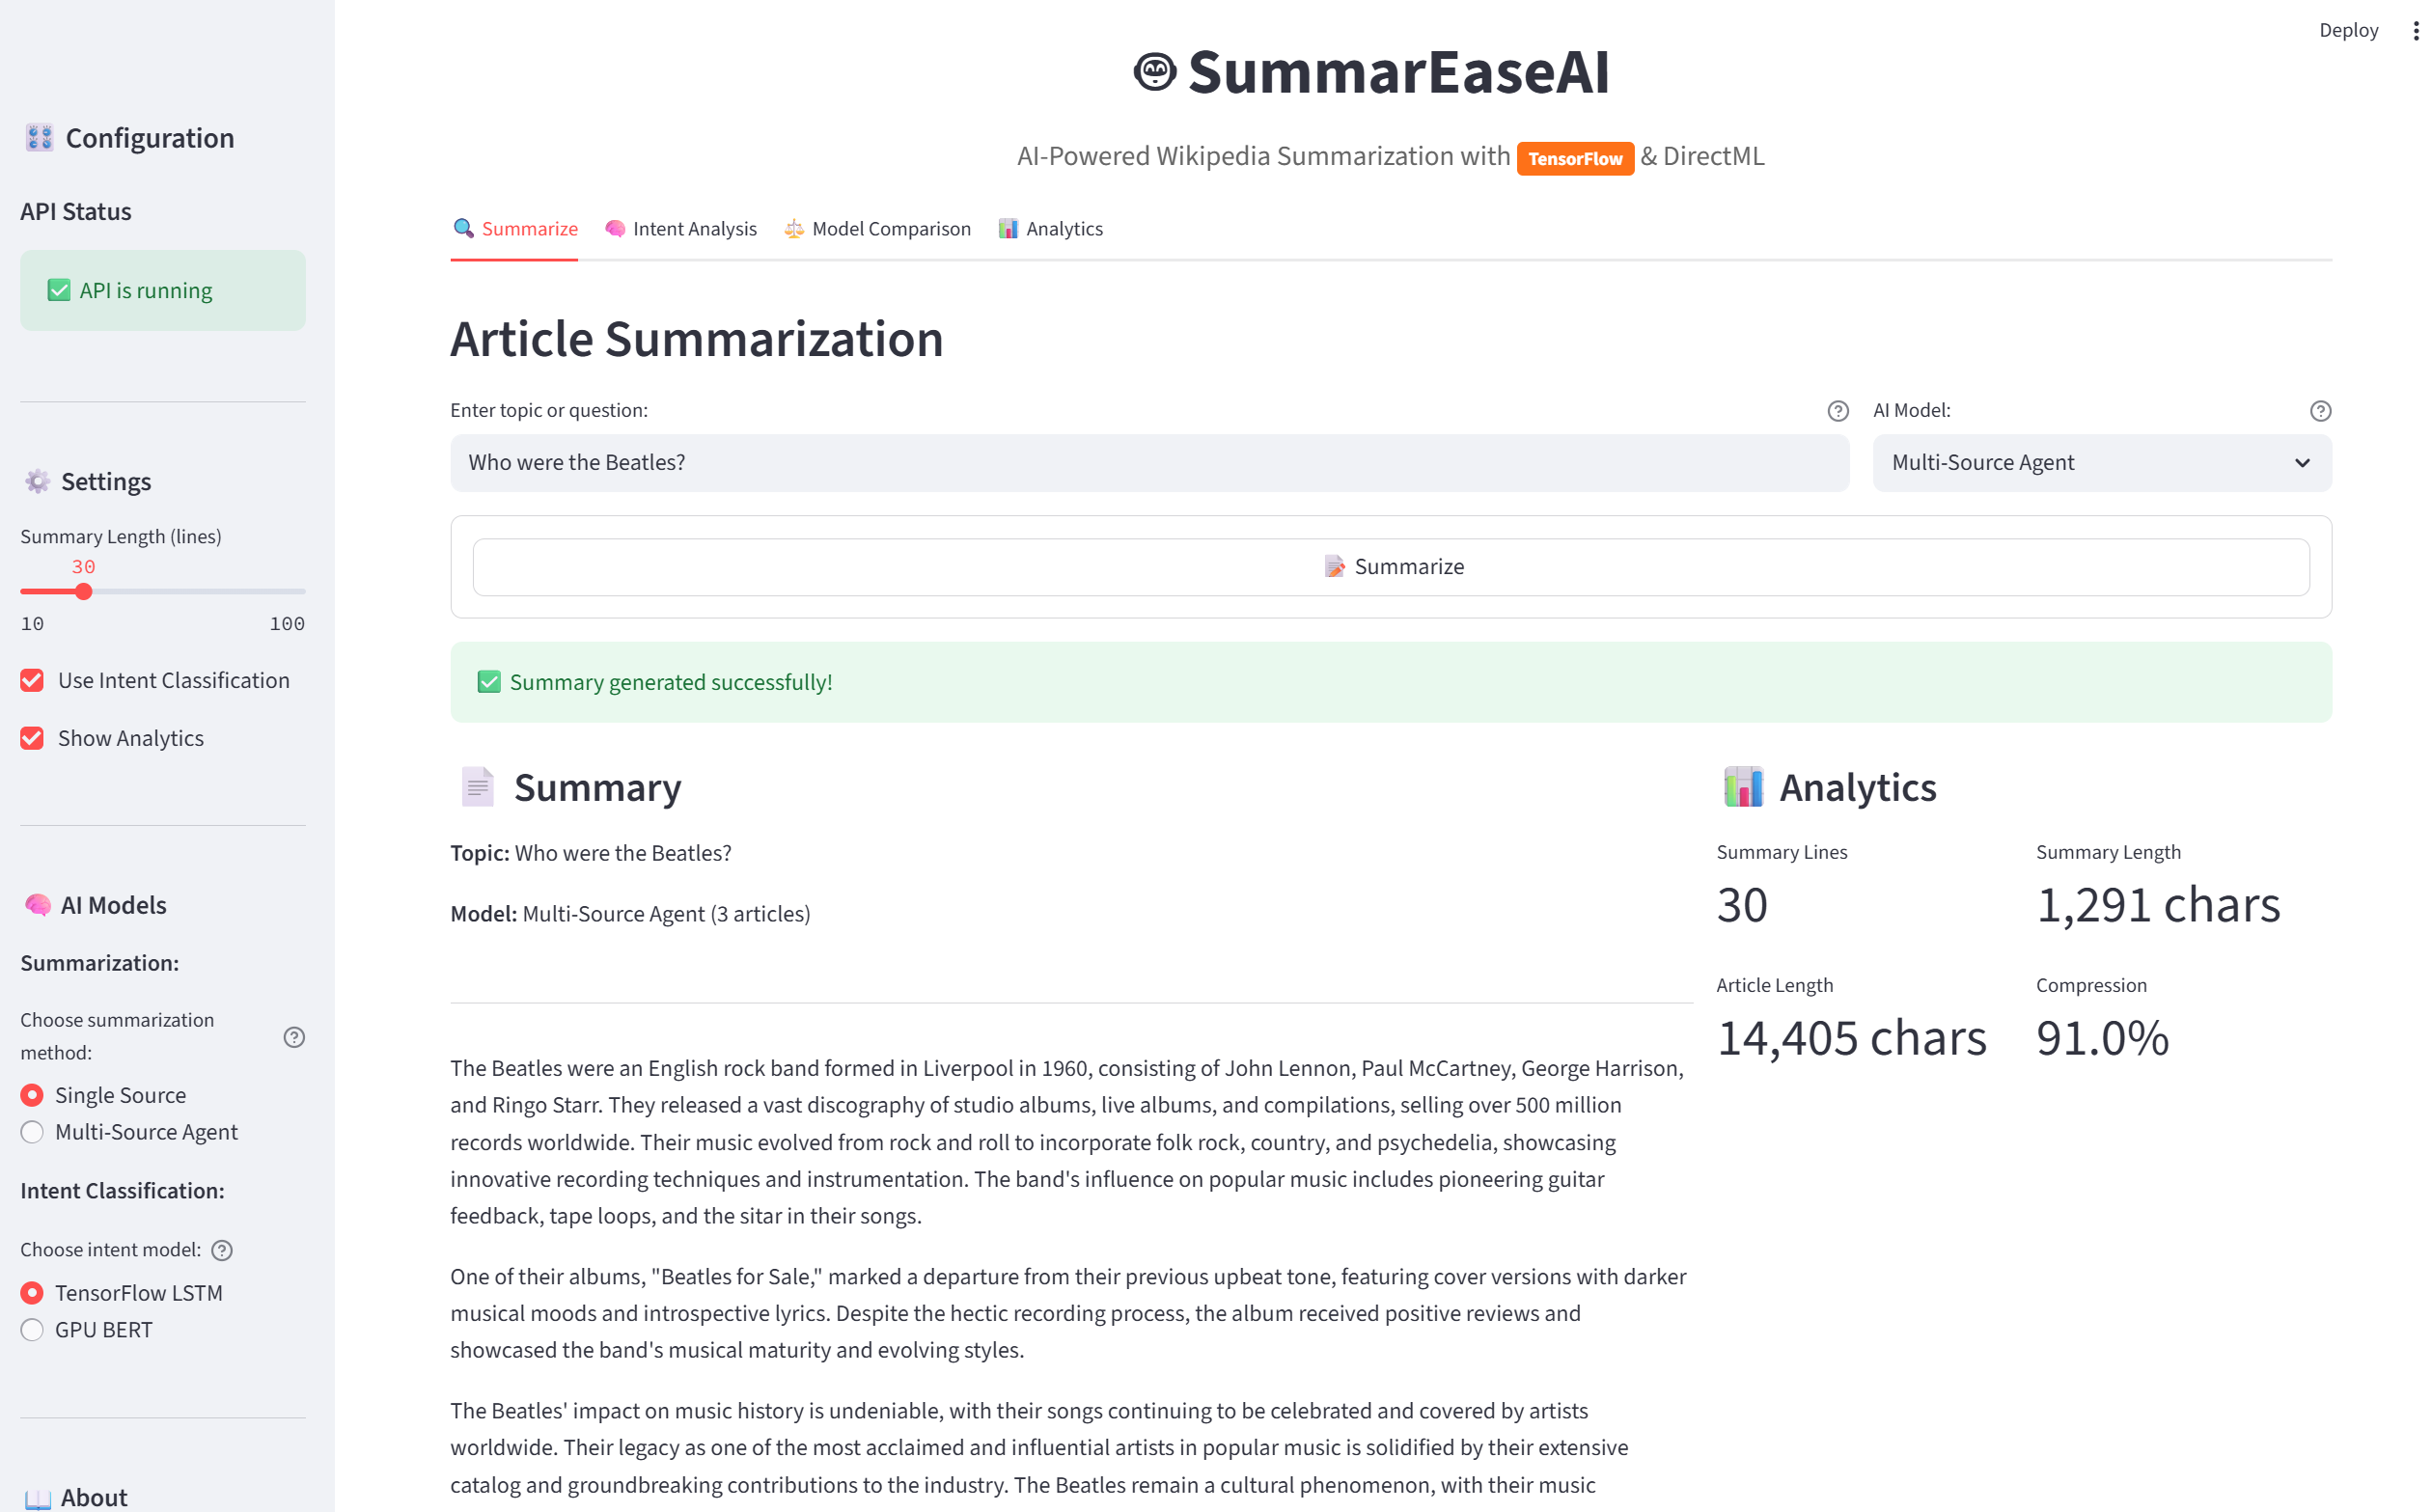 Deploy
Configuration
API Status
API is running
Settings
Summary Length (lines)
30
10 100
Use Intent Classification
Show Analytics
AI Models
Summarization:
Choose summarization
method:
Single Source
Multi-Source Agent
Intent Classification:
Choose intent model:
TensorFlow LSTM
GPU BERT
About
SummarEaseAI
AI-Powered Wikipedia Summarization with TensorFlow & DirectML
Summarize Intent Analysis Model Comparison Analytics
Article Summarization
Enter topic or question: AI Model:
Who were the Beatles? Multi-Source Agent
Summarize
Summary generated successfully!
Summary
Topic: Who were the Beatles?
Model: Multi-Source Agent (3 articles)
The Beatles were an English rock band formed in Liverpool in 1960, consisting of John Lennon, Paul McCartney, George Harrison,
and Ringo Starr. They released a vast discography of studio albums, live albums, and compilations, selling over 500 million
records worldwide. Their music evolved from rock and roll to incorporate folk rock, country, and psychedelia, showcasing
innovative recording techniques and instrumentation. The band's influence on popular music includes pioneering guitar
feedback, tape loops, and the sitar in their songs.
One of their albums, "Beatles for Sale," marked a departure from their previous upbeat tone, featuring cover versions with darker
musical moods and introspective lyrics. Despite the hectic recording process, the album received positive reviews and
showcased the band's musical maturity and evolving styles.
The Beatles' impact on music history is undeniable, with their songs continuing to be celebrated and covered by artists
worldwide. Their legacy as one of the most acclaimed and influential artists in popular music is solidified by their extensive
catalog and groundbreaking contributions to the industry. The Beatles remain a cultural phenomenon, with their music
Analytics
Summary Lines Summary Length
30 1,291 chars
Article Length Compression
14,405 chars 91.0%